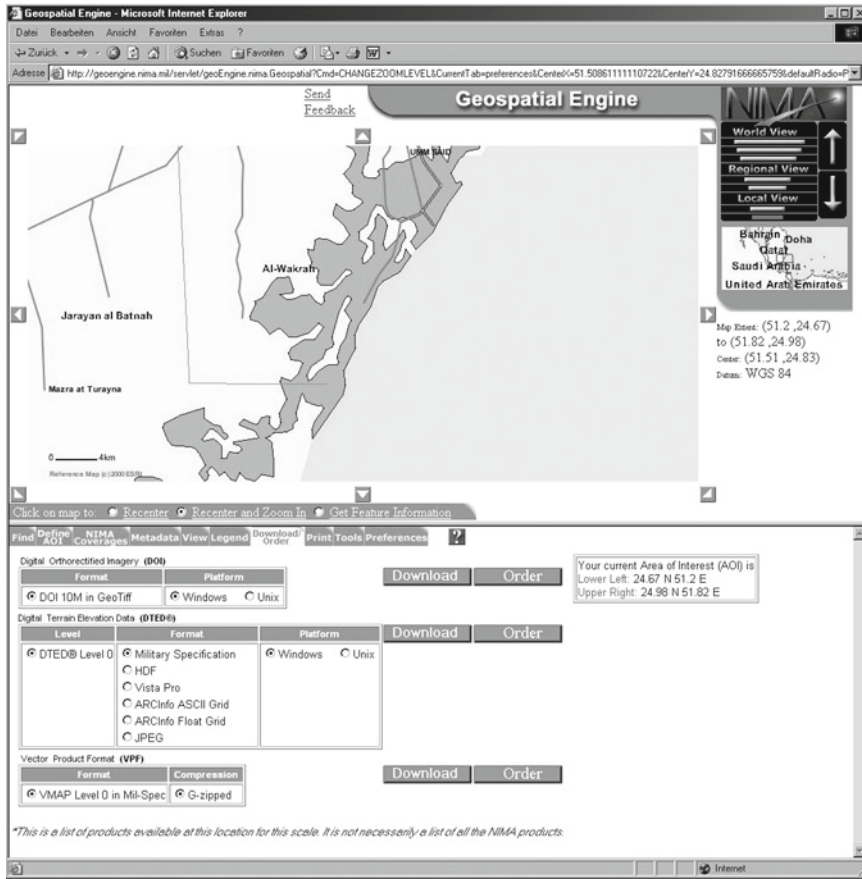 Geospatial Engine - Microsoft Internet Explorer
Datei Bearbeiten Ansicht Favoriten Extras ?
Zurück Suchen Favoriten
Adresse http://geoengine.nima.mil/servlet/geoEngine.nima.Geospatial?Cmd=CHANGEZOOMLEVEL&CurrentTab=preferences&CenterX=51.50861111110722&CenterY=24.82791666665759&defaultRadio=P
Send
Feedback
Geospatial Engine
NIMA
World View
Regional View
Local View
UMM SAID
Al-Wakrah
Jarayan al Batnah
Mazra at Turayna
0 4km
Reference Map (c)2000 ESRI
Bahrain Doha
Qatar
Saudi Arabia
United Arab Emirates
Map Extent: (51.2 ,24.67)
to (51.82 ,24.98)
Center: (51.51 ,24.83)
Datum: WGS 84
Click on map to: Recenter Recenter and Zoom In Get Feature Information
Find Define AOI NIMA Coverages Metadata View Legend Download/Order Print Tools Preferences ?
Digital Orthorectified Imagery (DOI)
Format Platform
DOI 10M in GeoTiff Windows Unix
Download Order
Your current Area of Interest (AOI) is
Lower Left: 24.67 N 51.2 E
Upper Right: 24.98 N 51.82 E
Digital Terrain Elevation Data (DTED®)
Level Format Platform
Download Order
DTED® Level 0 Military Specification Windows Unix
HDF
Vista Pro
ARCInfo ASCII Grid
ARCInfo Float Grid
JPEG
Vector Product Format (VPF)
Format Compression
VMAP Level 0 in Mil-Spec G-zipped
Download Order
*This is a list of products available at this location for this scale. It is not necessarily a list of all the NIMA products.
Internet